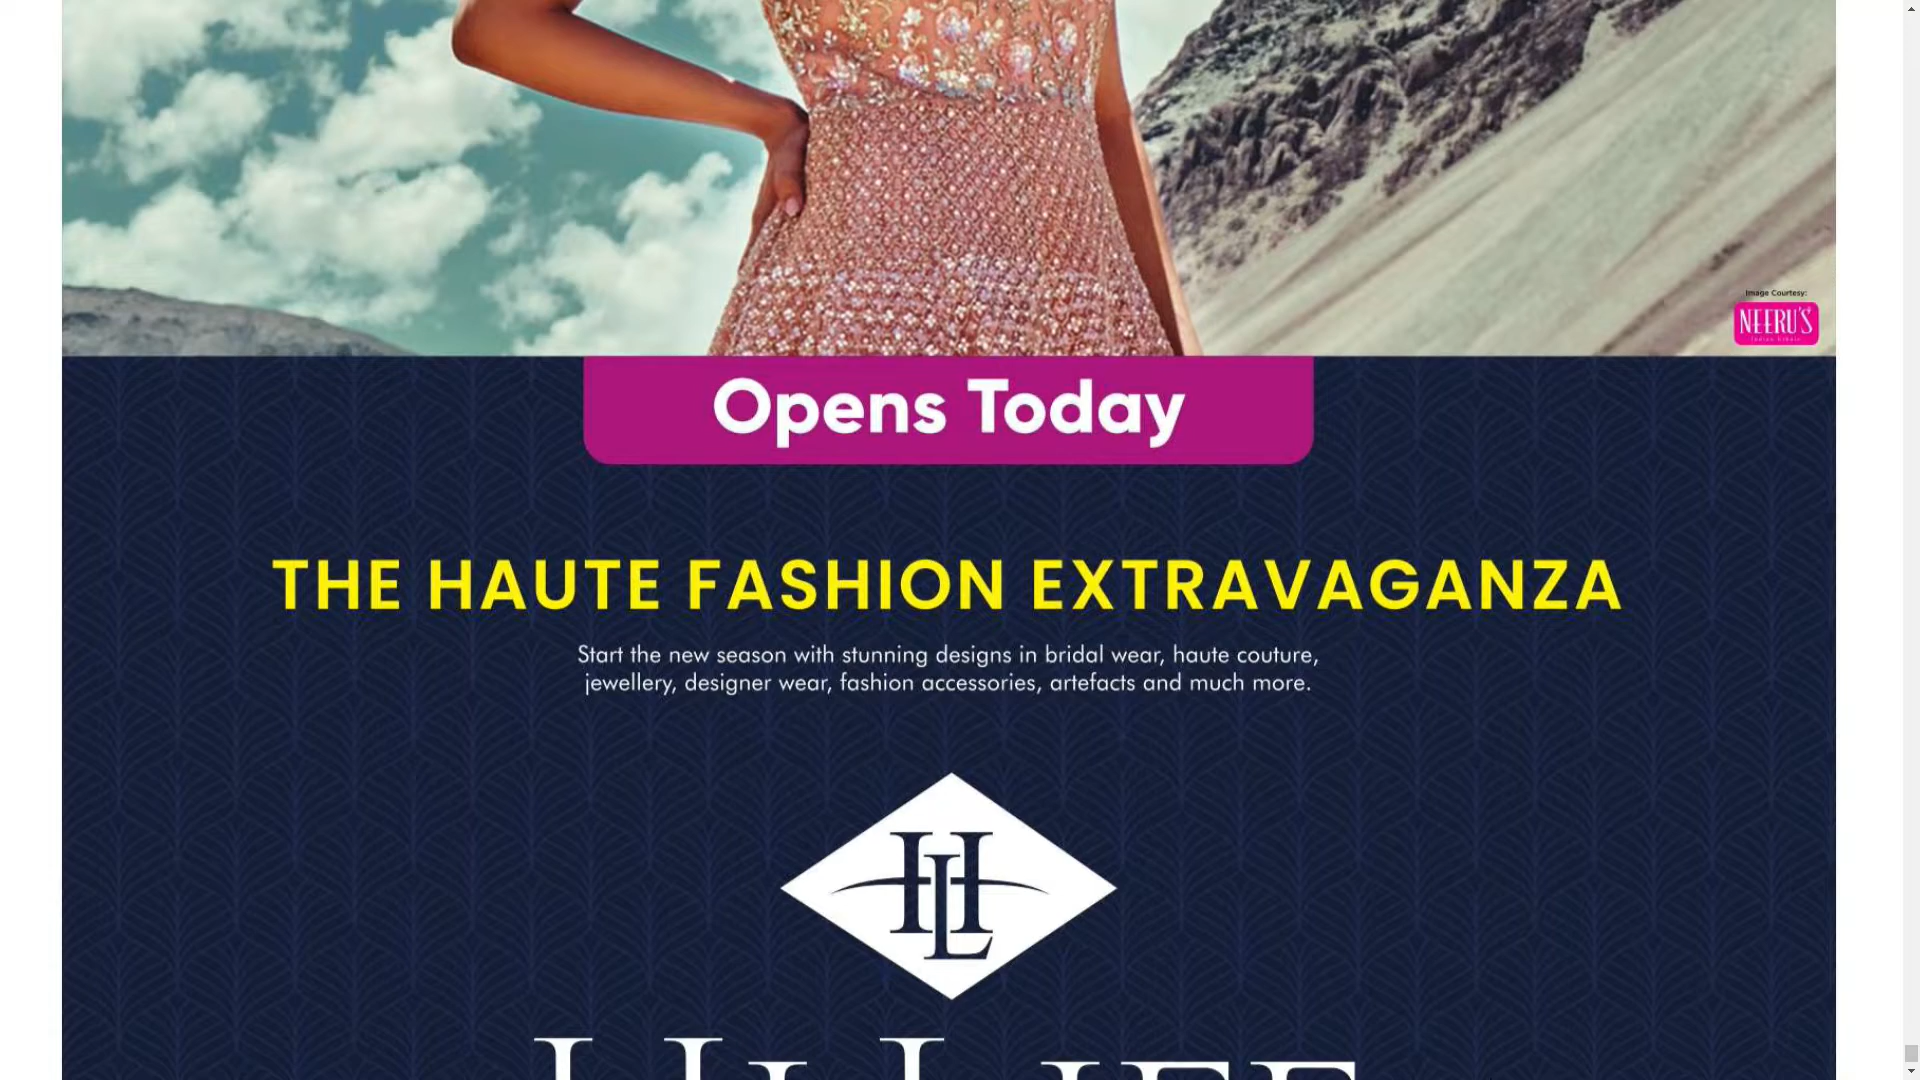 Image Courtesy:
NEERU'S
Opens Today
THE HAUTE FASHION EXTRAVAGANZA
Start the new season with stunning designs in bridal wear, haute couture,
jewellery, designer wear, fashion accessories, artefacts and much more.
HL